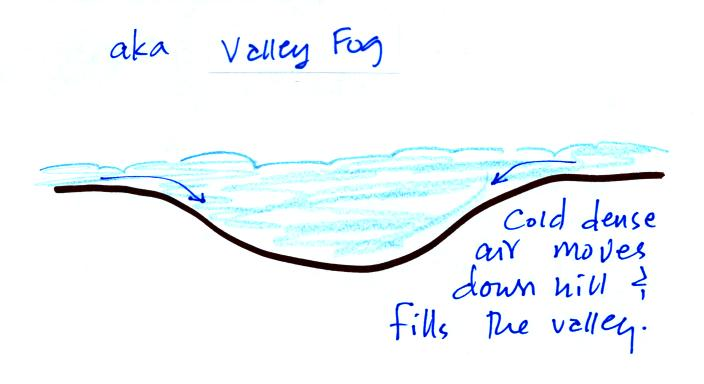 aka Valley Fog
Cold dense
air moves
down hill &
fills the valley.